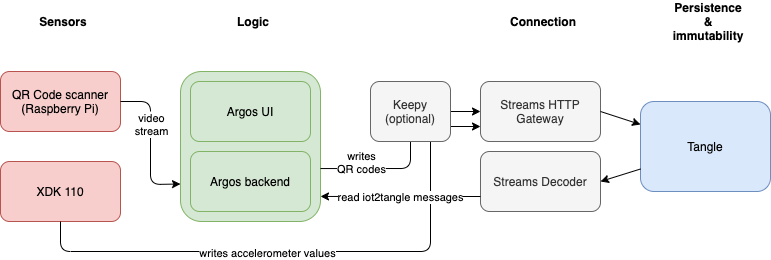 Sensors
Logic
Connection
Persistence
&
immutability
QR Code scanner
(Raspberry Pi)
video
stream
XDK 110
Argos UI
Argos backend
writes
QR codes
read iot2tangle messages
writes accelerometer values
Keepy
(optional)
Streams HTTP
Gateway
Streams Decoder
Tangle